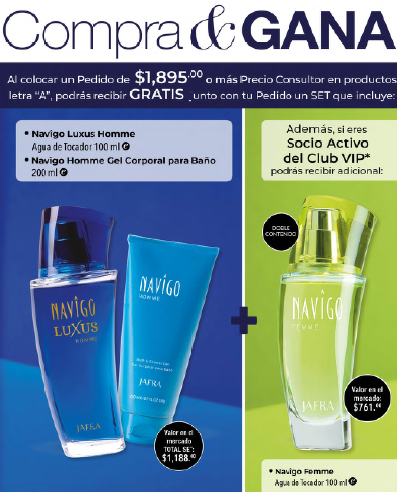 Compra & GANA
Al colocar un Pedido de $1,895.00 o más Precio Consultor en productos
letra "A", podrás recibir GRATIS junto con tu Pedido un SET que incluye:
• Navigo Luxus Homme
Agua de Tocador 100 ml C
• Navigo Homme Gel Corporal para Baño
200 ml C
NAVÍGO
LUXUS
HOMME
JAFRA
NAVÍGO
HOMME
JAFRA
Valor en el
mercado
TOTAL SET:
$1,188.00
+
Además, si eres
Socio Activo
del Club VIP*
podrás recibir adicional:
DOBLE
CONTENIDO
NAVÍGO
FEMME
JAFRA
Valor en el
mercado:
$761.00
• Navigo Femme
Agua de Tocador 100 ml C